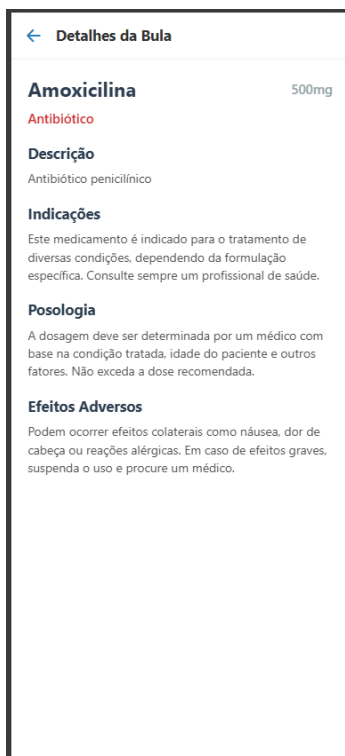 Detalhes da Bula
Amoxicilina 500mg
Antibiótico
Descrição
Antibiótico penicilínico
Indicações
Este medicamento é indicado para o tratamento de
diversas condições, dependendo da formulação
específica. Consulte sempre um profissional de saúde.
Posologia
A dosagem deve ser determinada por um médico com
base na condição tratada, idade do paciente e outros
fatores. Não exceda a dose recomendada.
Efeitos Adversos
Podem ocorrer efeitos colaterais como náusea, dor de
cabeça ou reações alérgicas. Em caso de efeitos graves,
suspenda o uso e procure um médico.